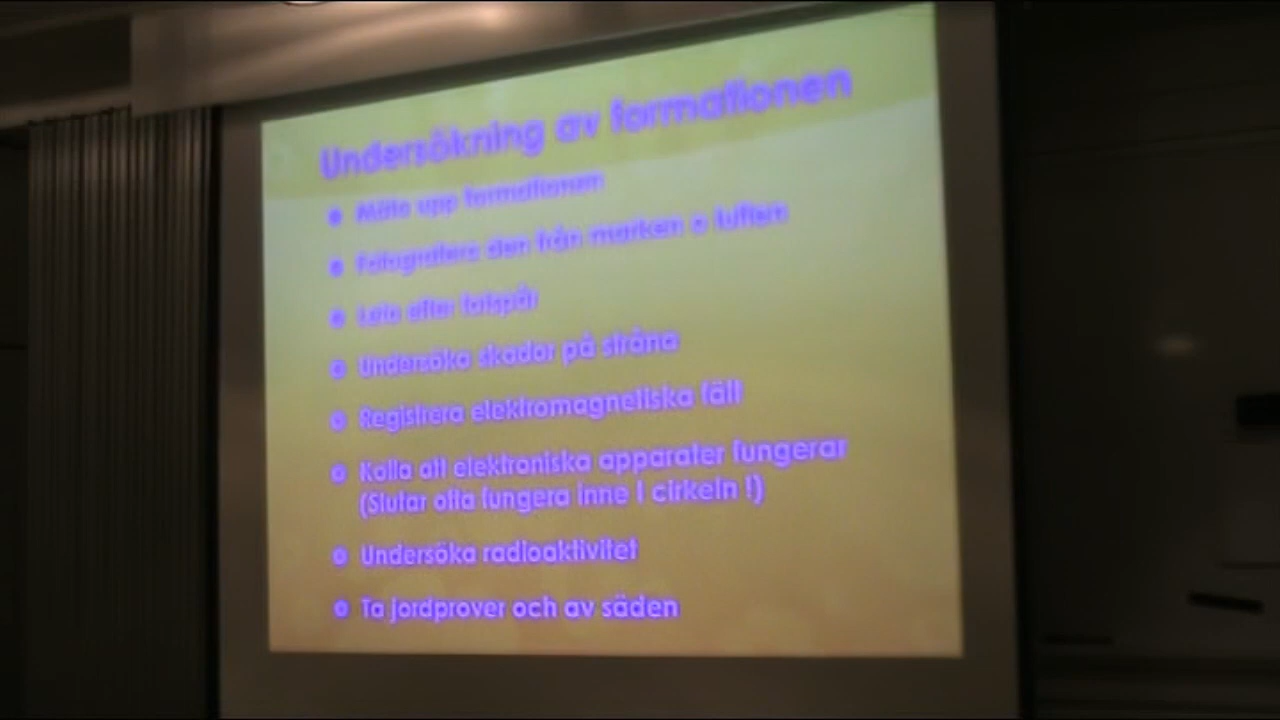 Undersökning av formationen
• Mäta upp formationen
• Fotografera den från marken o luften
• Leta efter fotspår
• Undersöka skador på stråna
• Registrera elektromagnetiska fält
• Kolla att elektroniska apparater fungerar
(Slutar ofta fungera inne i cirkeln !)
• Undersöka radioaktivitet
• Ta jordprover och av säden